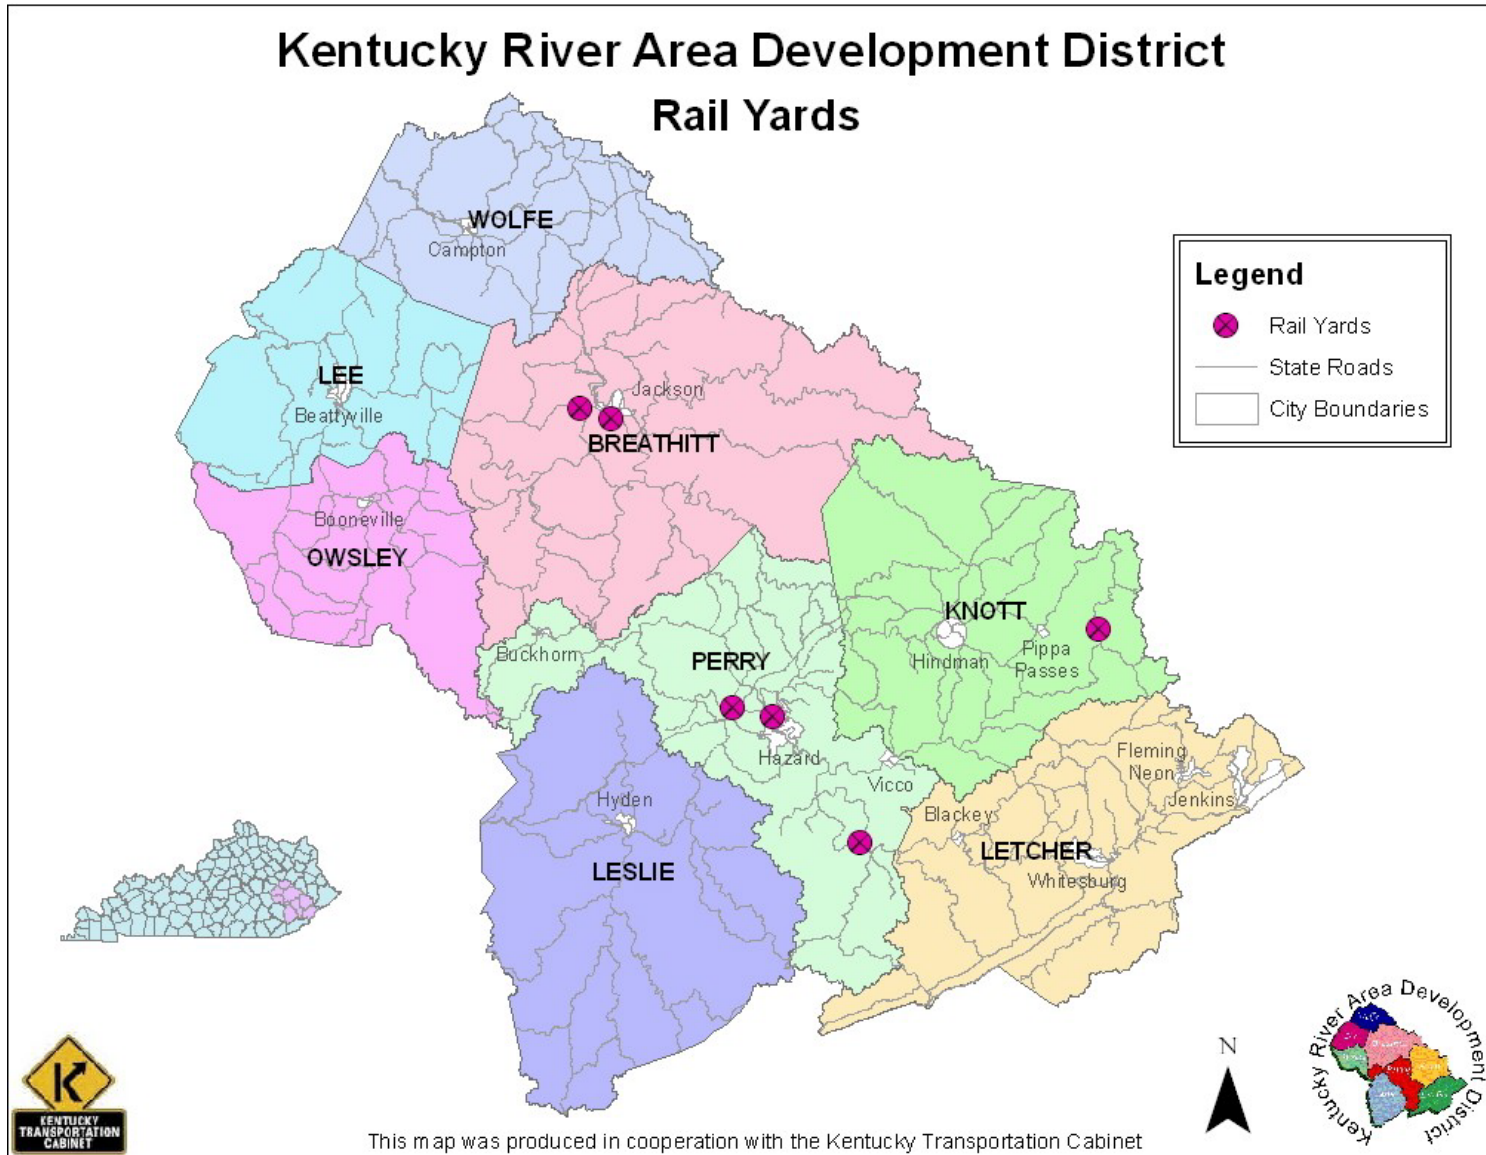 Kentucky River Area Development District
Rail Yards
WOLFE
Campton
Legend
Rail Yards
State Roads
City Boundaries
LEE
Beattyville
Jackson
BREATHITT
Booneville
OWSLEY
KNOTT
Hindman
Pippa
Passes
Buckhorn
PERRY
Hazard
Vicco
Fleming
Neon
Jenkins
Hyden
Blackey
LESLIE
LETCHER
Whitesburg
N
Kentucky River Area Development District
KENTUCKY
TRANSPORTATION
CABINET
This map was produced in cooperation with the Kentucky Transportation Cabinet